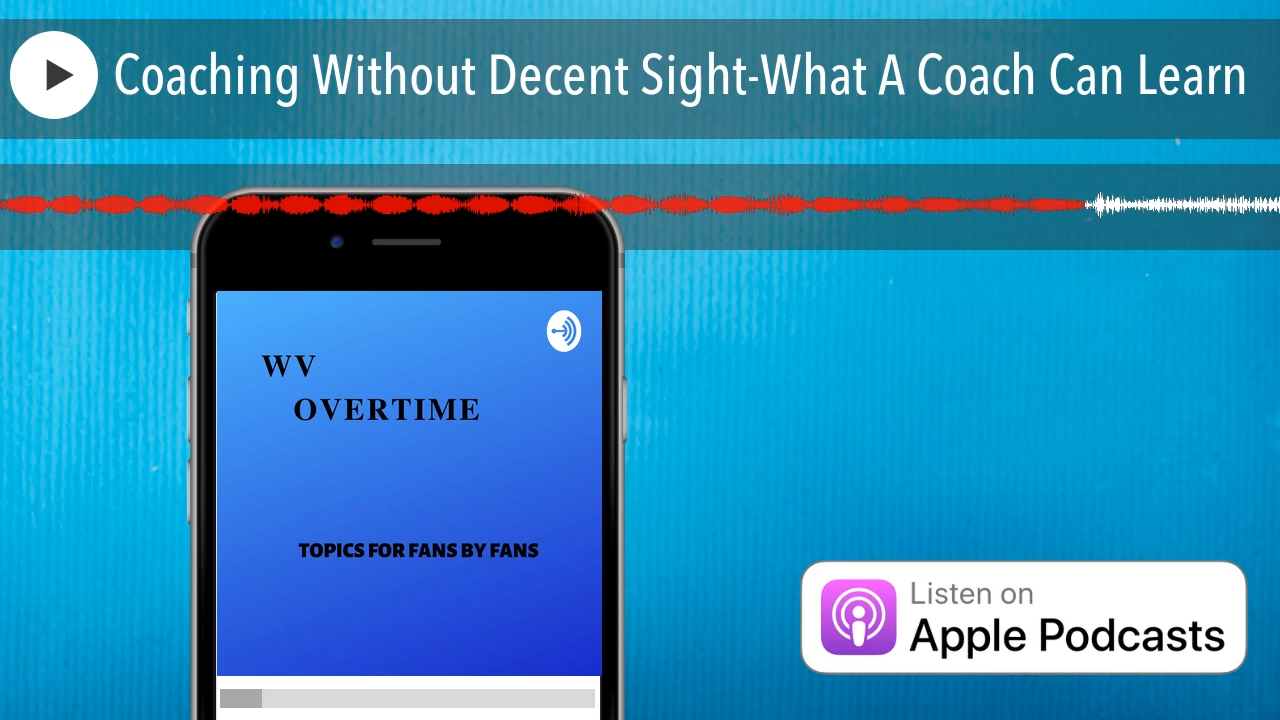 Coaching Without Decent Sight-What A Coach Can Learn
WV
OVERTIME
TOPICS FOR FANS BY FANS
Listen on
Apple Podcasts